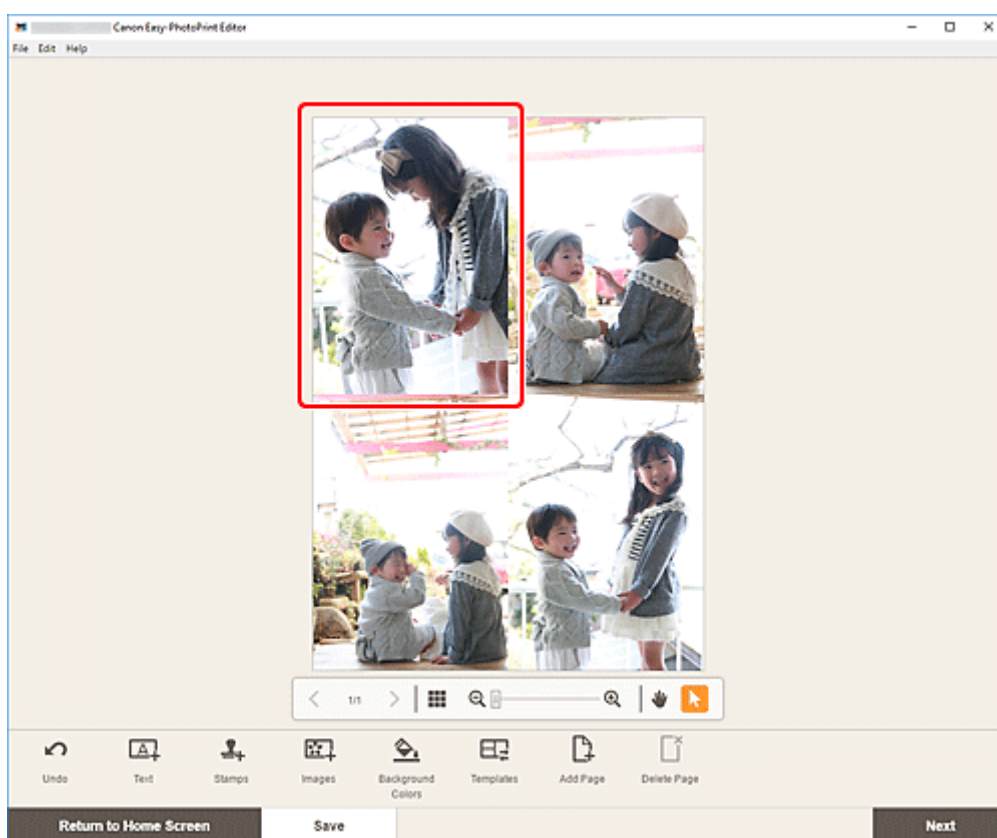 Canon Easy-PhotoPrint Editor
File Edit Help
1/1
Undo Text Stamps Images Background Colors Templates Add Page Delete Page
Return to Home Screen Save Next